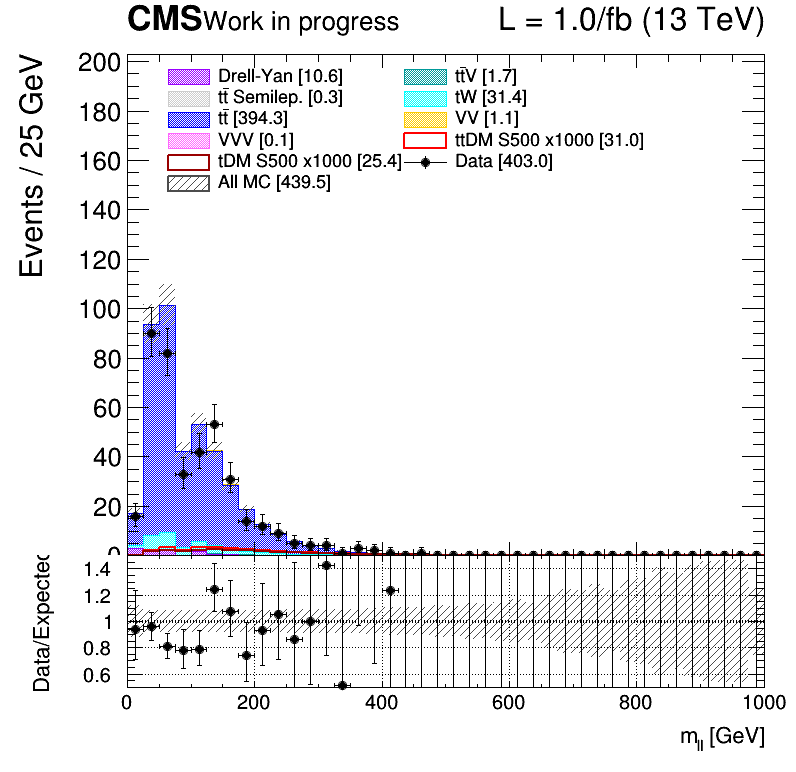 CMS Work in progress L = 1.0/fb (13 TeV)
Events / 25 GeV
200
180
160
140
120
100
80
60
40
20
0
Drell-Yan [10.6] tt̄V [1.7]
tt̄ Semilep. [0.3] tW [31.4]
tt̄ [394.3] VV [1.1]
VVV [0.1] ttDM S500 x1000 [31.0]
tDM S500 x1000 [25.4] Data [403.0]
All MC [439.5]
Data/Expected
1.4
1.2
1
0.8
0.6
0 200 400 600 800 1000
m_ll [GeV]